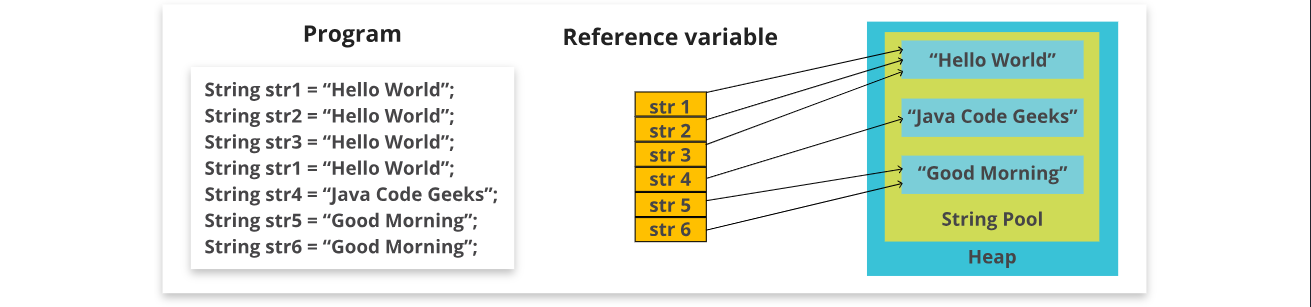 Program
String str1 = “Hello World”;
String str2 = “Hello World”;
String str3 = “Hello World”;
String str1 = “Hello World”;
String str4 = “Java Code Geeks”;
String str5 = “Good Morning”;
String str6 = “Good Morning”;
Reference variable
str 1
str 2
str 3
str 4
str 5
str 6
“Hello World”
“Java Code Geeks”
“Good Morning”
String Pool
Heap